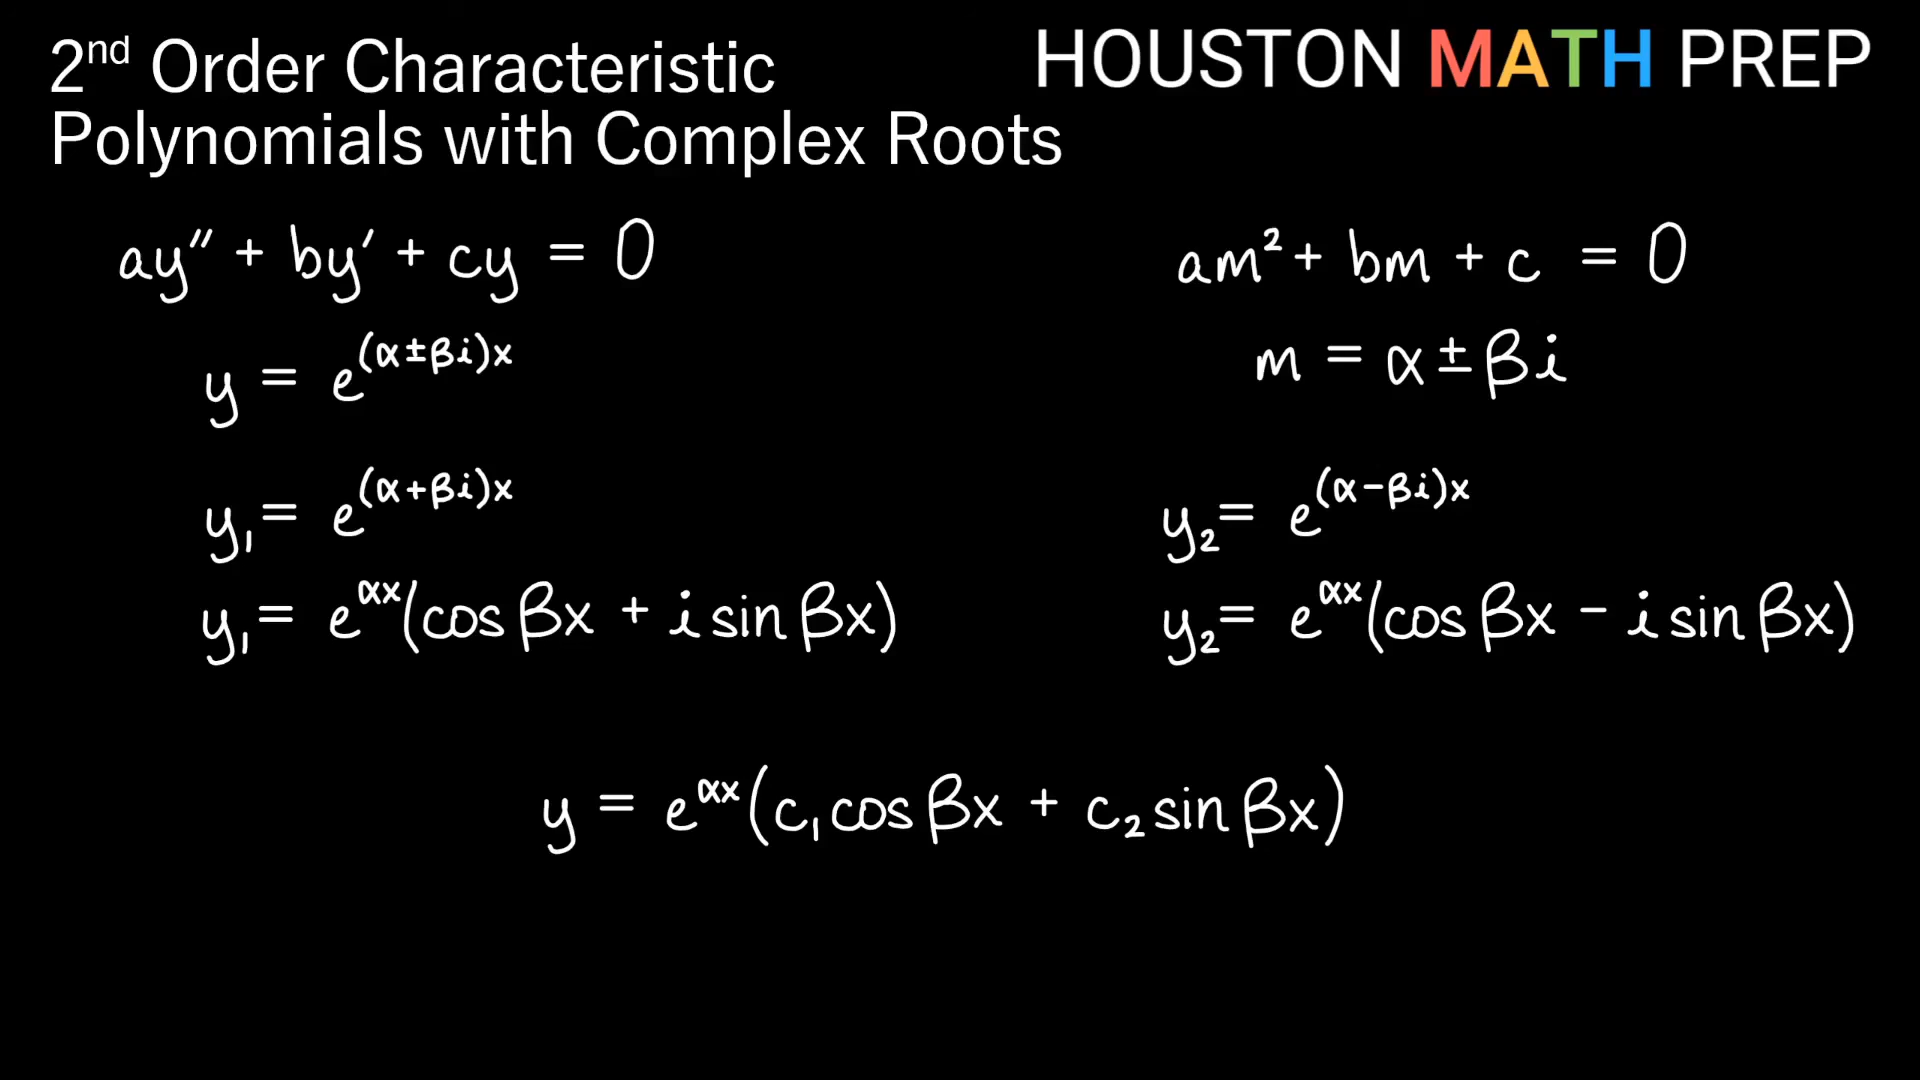 2nd Order Characteristic
Polynomials with Complex Roots
HOUSTON MATH PREP
ay″ + by′ + cy = 0
am² + bm + c = 0
y = e^(α±βi)x
m = α ± βi
y₁ = e^(α+βi)x
y₂ = e^(α−βi)x
y₁ = e^αx(cos βx + i sin βx)
y₂ = e^αx(cos βx − i sin βx)
y = e^αx(c₁cos βx + c₂ sin βx)